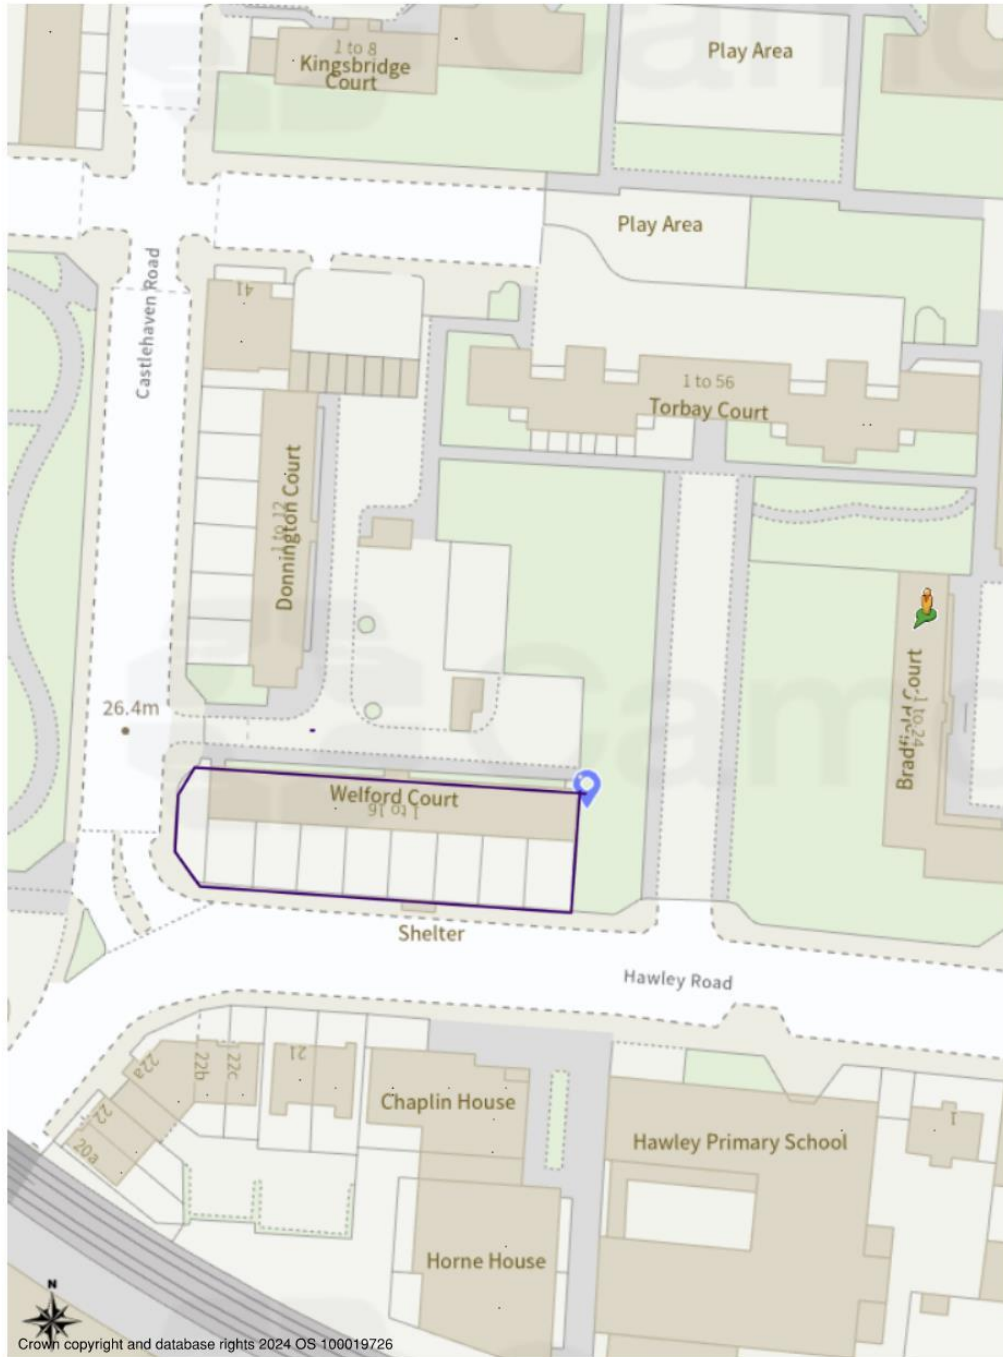 1 to 8
Kingsbridge
Court
Play Area
Play Area
Castlehaven Road
41
1 to 56
Torbay Court
Donnington Court
1 to 12
26.4m
Bradfield Court
1 to 24
Welford Court
1 to 16
Shelter
Hawley Road
22a
22b
22c
21
22
20a
Chaplin House
Hawley Primary School
1
Horne House
N
Crown copyright and database rights 2024 OS 100019726